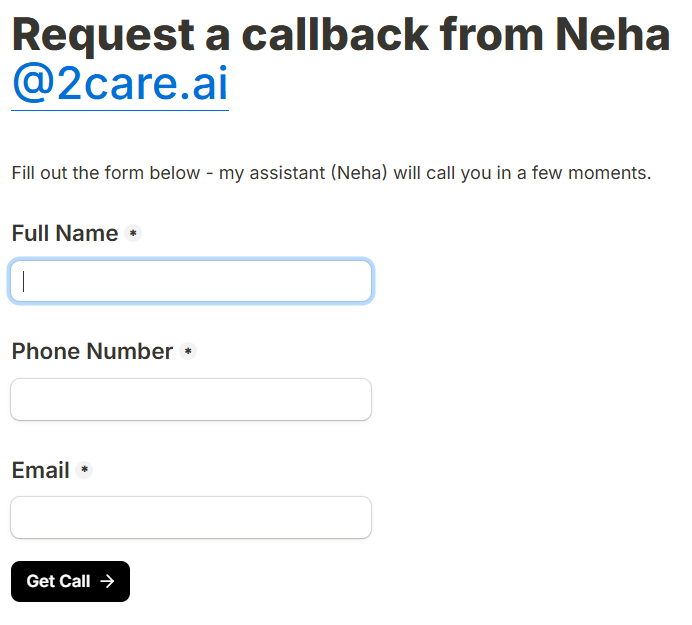 Request a callback from Neha
@2care.ai
Fill out the form below - my assistant (Neha) will call you in a few moments.
Full Name *
Phone Number *
Email *
Get Call →